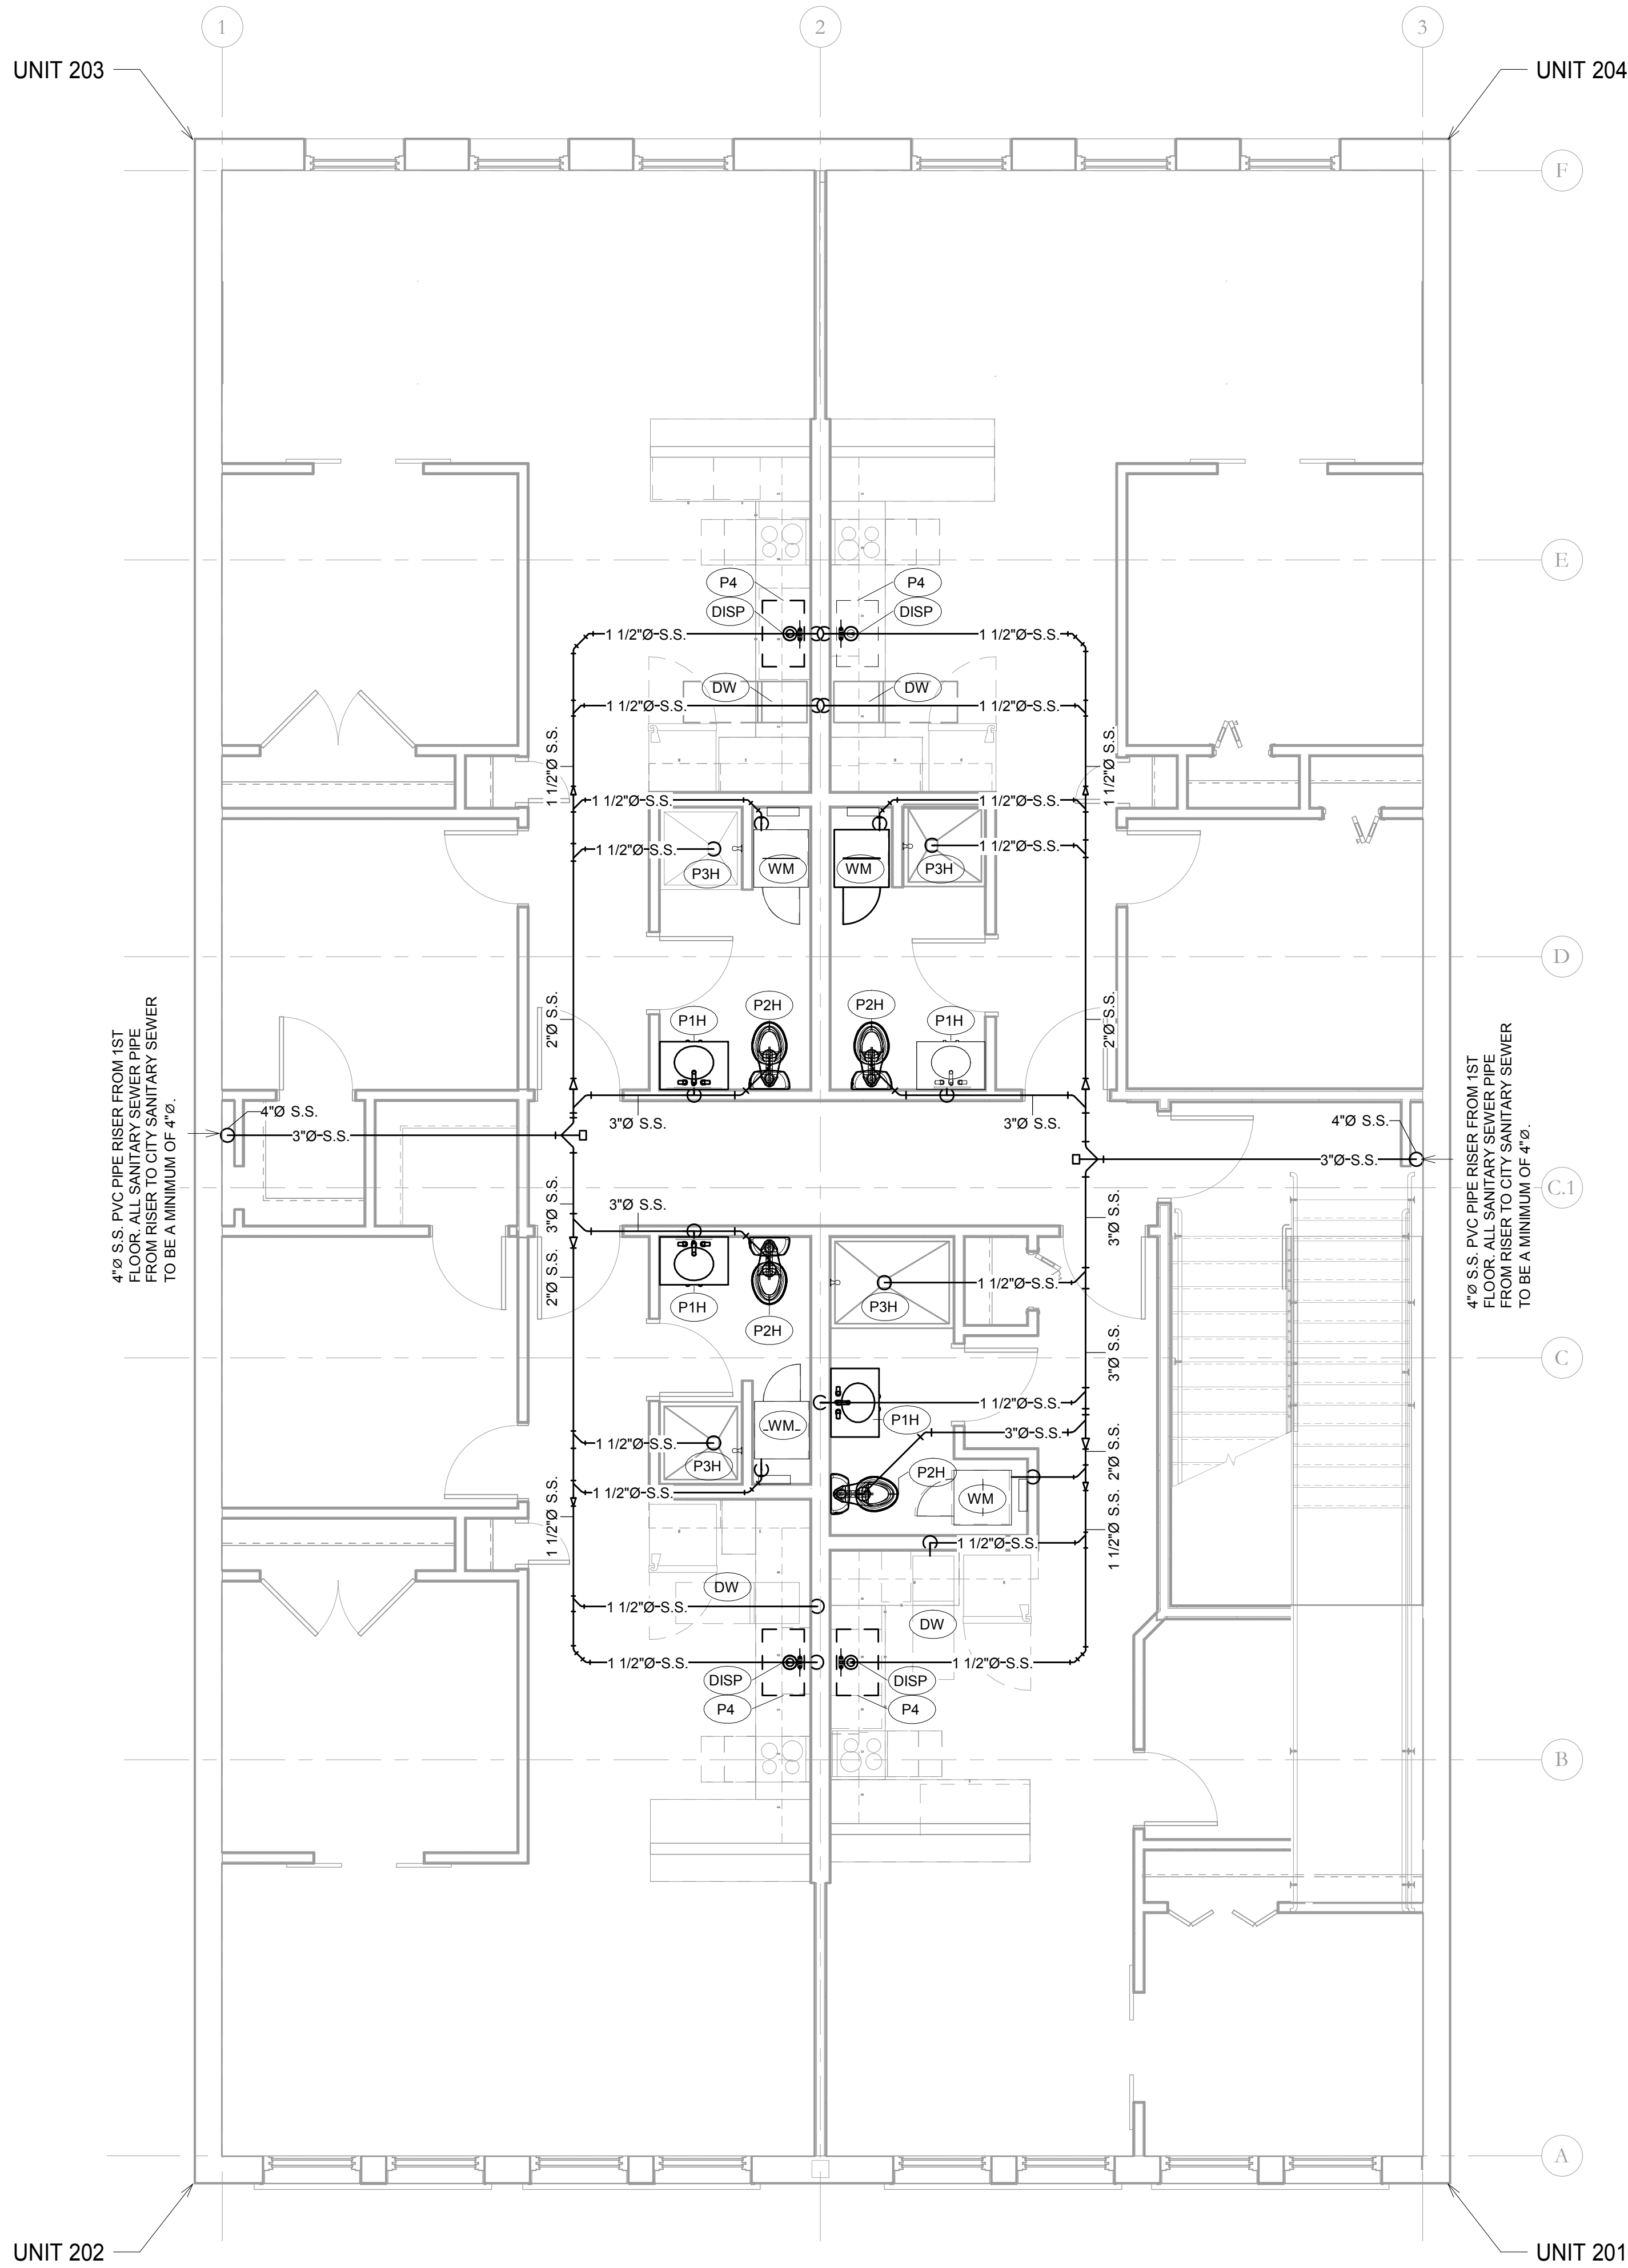 1
2
3
UNIT 203
UNIT 204
F
E
P4
P4
DISP
DISP
1 1/2"Ø S.S.
1 1/2"Ø S.S.
DW
DW
1 1/2"Ø S.S.
1 1/2"Ø S.S.
1 1/2"Ø S.S.
1 1/2"Ø S.S.
1 1/2"Ø S.S.
1 1/2"Ø S.S.
1 1/2"Ø S.S.
1 1/2"Ø S.S.
P3H
WM
WM
P3H
D
2"Ø S.S.
2"Ø S.S.
P1H
P2H
P2H
P1H
4"Ø S.S. PVC PIPE RISER FROM 1ST
FLOOR. ALL SANITARY SEWER PIPE
FROM RISER TO CITY SANITARY SEWER
TO BE A MINIMUM OF 4"Ø.
4"Ø S.S.
3"Ø S.S.
3"Ø S.S.
3"Ø S.S.
4"Ø S.S.
3"Ø S.S.
4"Ø S.S. PVC PIPE RISER FROM 1ST
FLOOR. ALL SANITARY SEWER PIPE
FROM RISER TO CITY SANITARY SEWER
TO BE A MINIMUM OF 4"Ø.
C.1
3"Ø S.S.
3"Ø S.S.
3"Ø S.S.
2"Ø S.S.
1 1/2"Ø S.S.
P1H
P2H
P3H
C
3"Ø S.S.
1 1/2"Ø S.S.
P1H
3"Ø S.S.
WM
1 1/2"Ø S.S.
P3H
2"Ø S.S.
P2H
WM
1 1/2"Ø S.S.
1 1/2"Ø S.S.
1 1/2"Ø S.S.
1 1/2"Ø S.S.
DW
1 1/2"Ø S.S.
DW
1 1/2"Ø S.S.
1 1/2"Ø S.S.
DISP
DISP
P4
P4
B
A
UNIT 202
UNIT 201